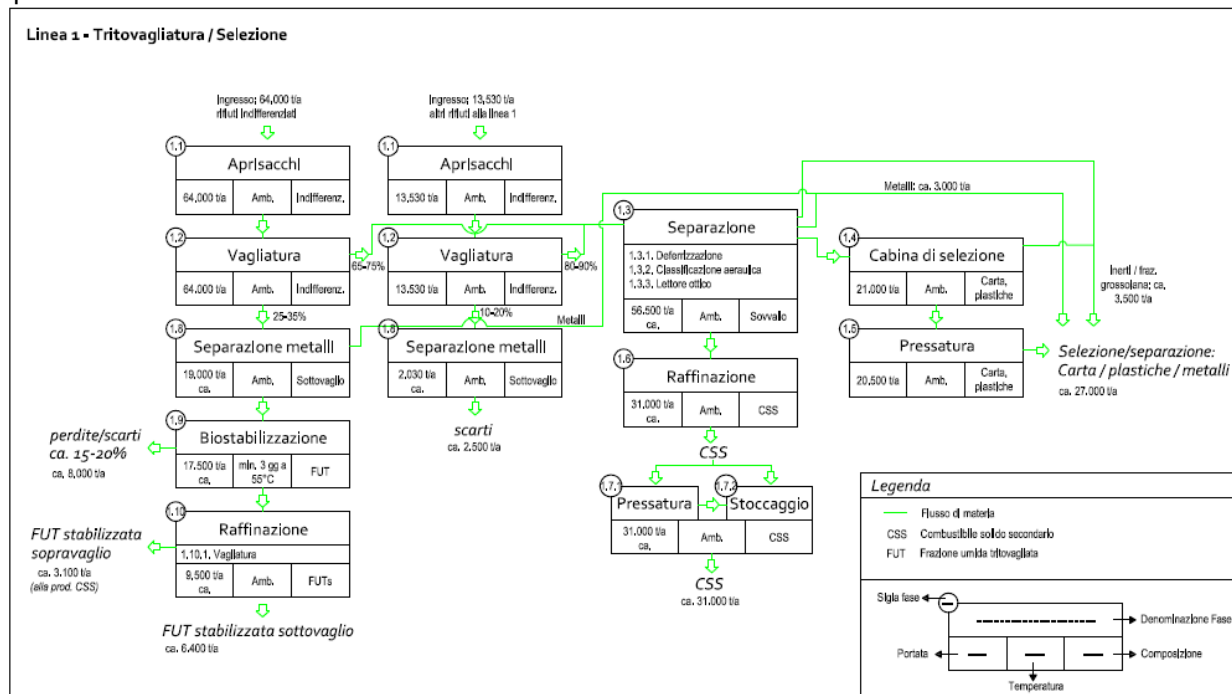 Linea 1 - Tritovagliatura / Selezione
Ingresso: 64,000 t/a
rifiuti indifferenziati
1.1
Aprisacchi
64,000 t/a Amb. Indifferenz.
1.2
Vagliatura
64.000 t/a Amb. Indifferenz.
65-75%
25-35%
1.8
Separazione metalli
19,000 t/a ca. Amb. Sottovaglio
1.9
Biostabilizzazione
17.500 t/a ca. min. 3 gg a 55°C FUT
perdite/scarti
ca. 15-20%
ca. 8,000 t/a
1.10
Raffinazione
1.10.1. Vagliatura
9,500 t/a ca. Amb. FUTs
FUT stabilizzata
sopravaglio
ca. 3.100 t/a
(alla prod. CSS)
FUT stabilizzata sottovaglio
ca. 6.400 t/a
Ingresso: 13,530 t/a
altri rifiuti alla linea 1
1.1
Aprisacchi
13,530 t/a Amb. Indifferenz.
1.2
Vagliatura
13.530 t/a Amb. Indifferenz.
80-90%
10-20%
Metalli
1.8
Separazione metalli
2,030 t/a ca. Amb. Sottovaglio
scarti
ca. 2.500 t/a
1.3
Separazione
1.3.1. Deferrizzazione
1.3.2. Classificazione aeraulica
1.3.3. Lettore ottico
56.500 t/a ca. Amb. Sovvallo
1.6
Raffinazione
31,000 t/a ca. Amb. CSS
CSS
1.7.1
Pressatura
1.7.2
Stoccaggio
31.000 t/a ca. Amb. CSS
CSS
ca. 31.000 t/a
Metalli: ca. 3.000 t/a
1.4
Cabina di selezione
21.000 t/a Amb. Carta, plastiche
1.5
Pressatura
20,500 t/a Amb. Carta, plastiche
Inerti / fraz.
grossolana: ca.
3,500 t/a
Selezione/separazione:
Carta / plastiche / metalli
ca. 27.000 t/a
Legenda
Flusso di materia
CSS Combustibile solido secondario
FUT Frazione umida tritovagliata
Sigla fase
Denominazione Fase
Portata
Composizione
Temperatura